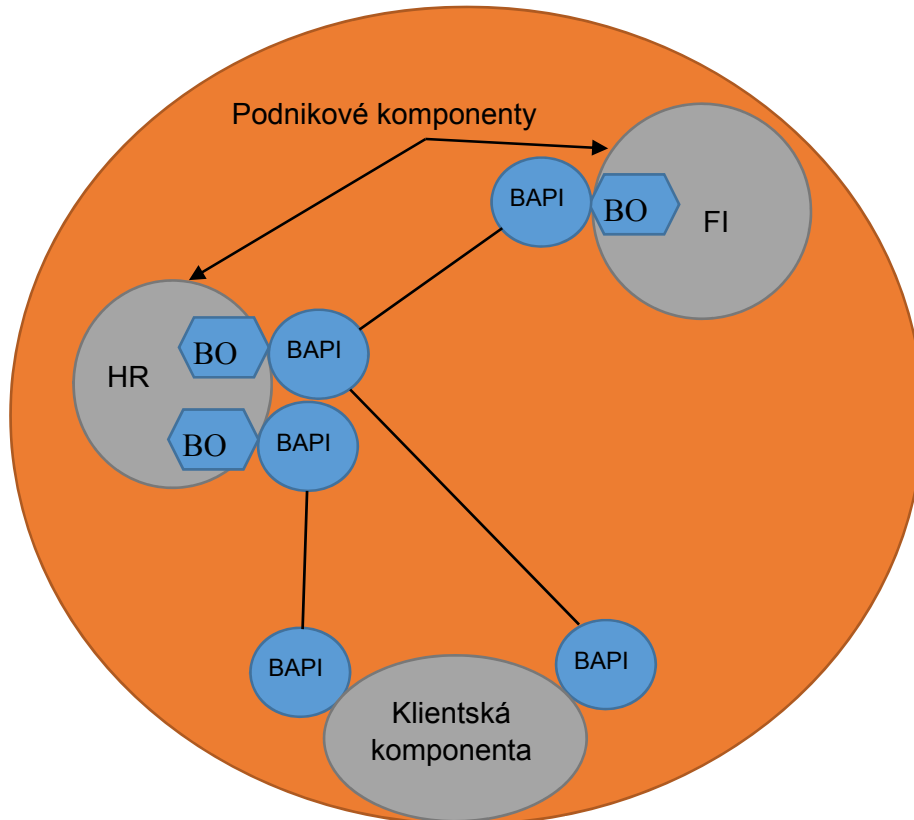 Podnikové komponenty
BAPI
BO
FI
BO
BAPI
HR
BO
BAPI
BAPI
BAPI
Klientská
komponenta